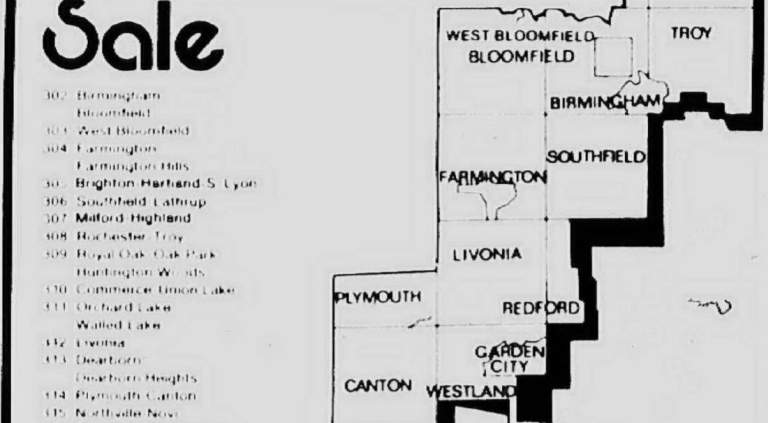 Sale
302 Birmingham
Bloomfield
303 West Bloomfield
304 Farmington
Farmington Hills
305 Brighton-Hartland-S. Lyon
306 Southfield-Lathrup
307 Milford-Highland
308 Rochester-Troy
309 Royal Oak-Oak Park
Huntington Woods
310 Commerce-Union Lake
311 Orchard Lake
Walled Lake
312 Livonia
313 Dearborn
Dearborn Heights
314 Plymouth-Canton
315 Northville-Novi
WEST BLOOMFIELD
BLOOMFIELD
TROY
BIRMINGHAM
SOUTHFIELD
FARMINGTON
LIVONIA
PLYMOUTH
REDFORD
GARDEN
CITY
CANTON
WESTLAND